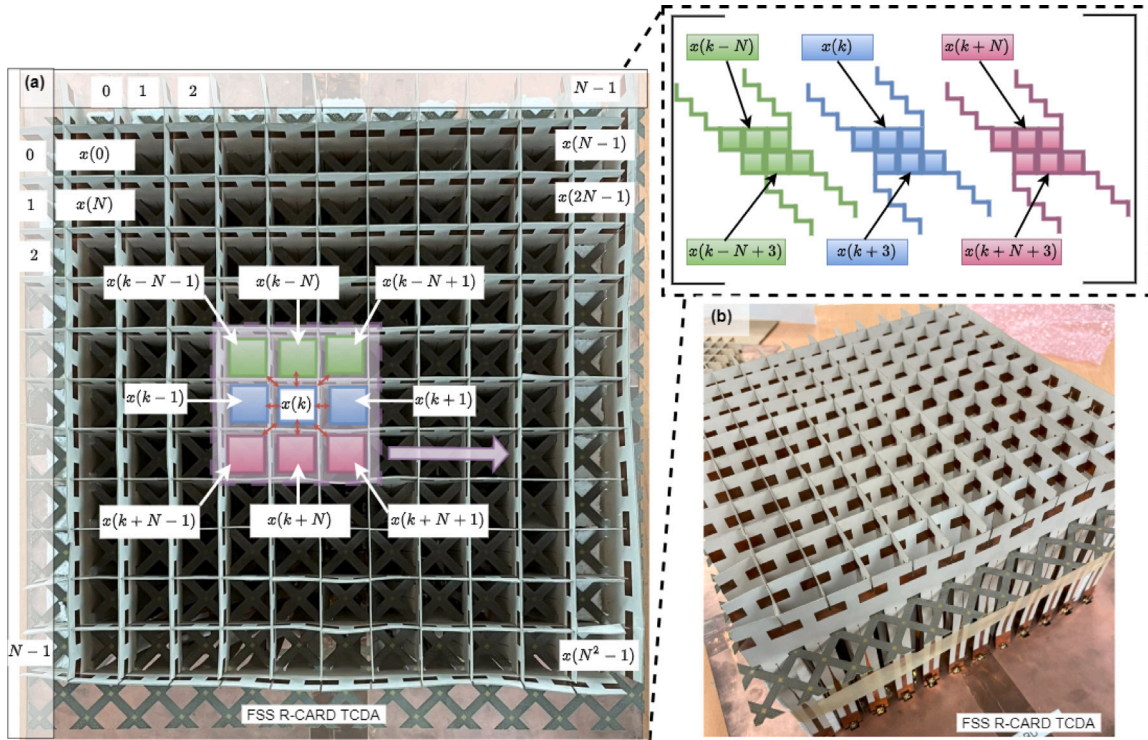 (a)
0 1 2 N − 1
0 x(0) x(N − 1)
1 x(N) x(2N − 1)
2
x(k − N − 1) x(k − N) x(k − N + 1)
x(k − 1) x(k) x(k + 1)
x(k + N − 1) x(k + N) x(k + N + 1)
N − 1 x(N² − 1)
FSS R-CARD TCDA
x(k − N) x(k) x(k + N)
x(k − N + 3) x(k + 3) x(k + N + 3)
(b)
FSS R-CARD TCDA